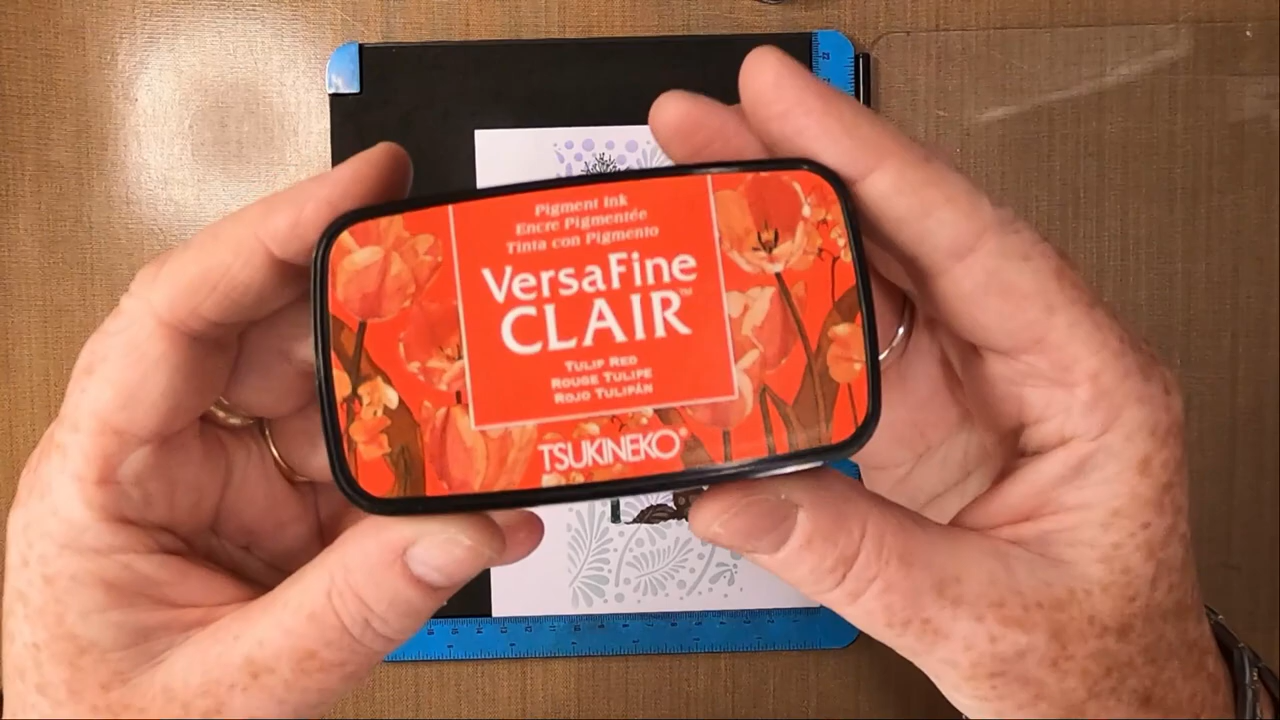 Pigment Ink
Encre Pigmentée
Tinta con Pigmento
VersaFine
CLAIR™
TULIP RED
ROUGE TULIPE
ROJO TULIPÁN
TSUKINEKO®